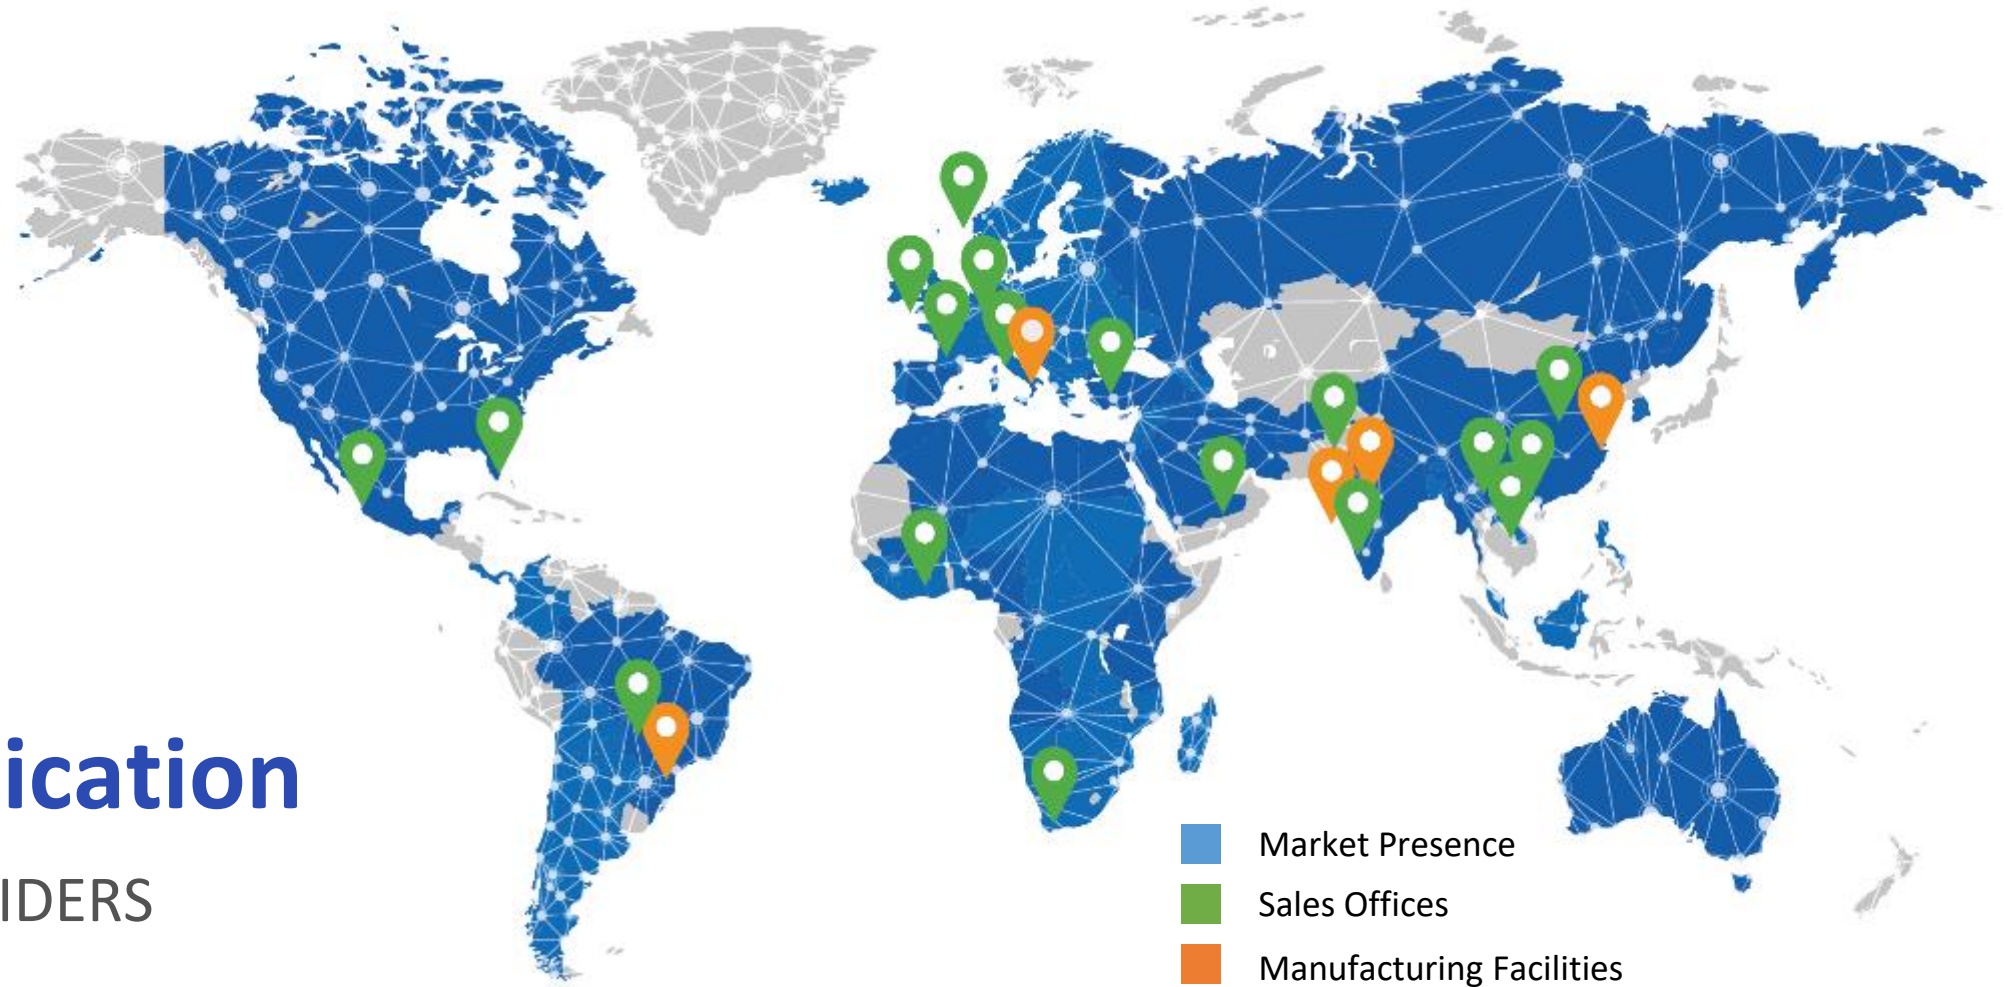 ication
IDERS
Market Presence
Sales Offices
Manufacturing Facilities